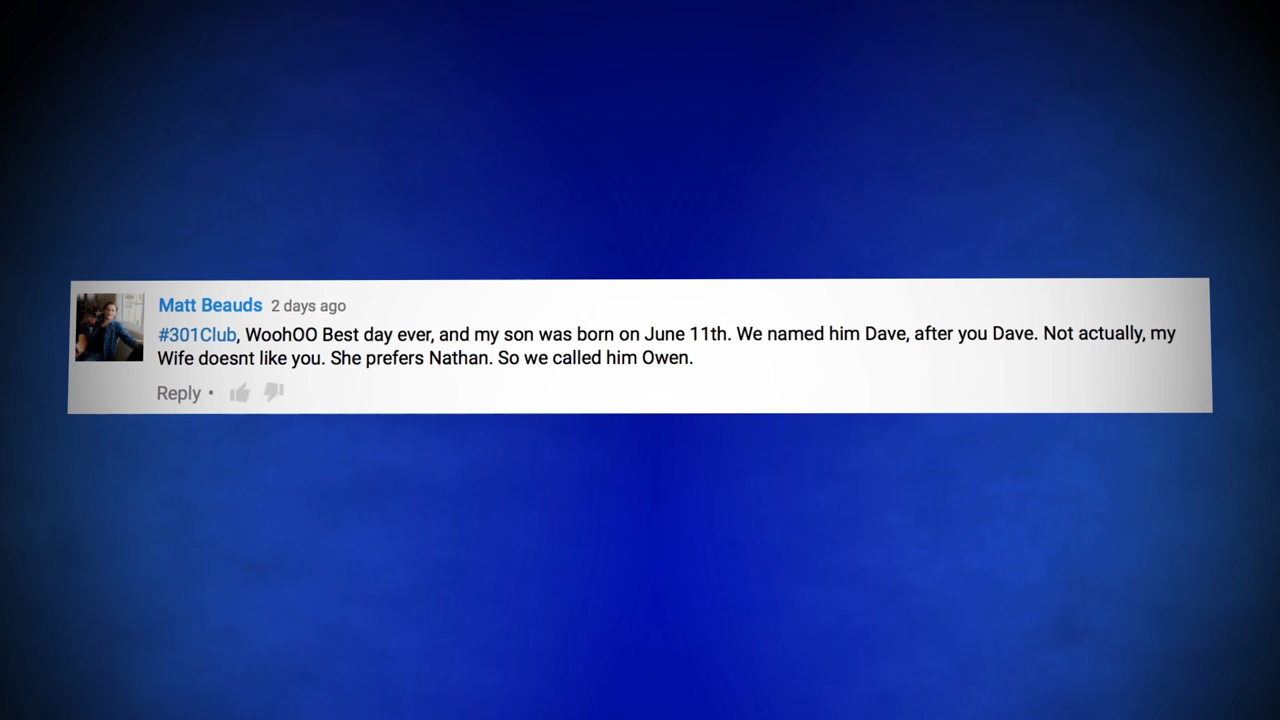 Matt Beauds 2 days ago
#301Club, WoohOO Best day ever, and my son was born on June 11th. We named him Dave, after you Dave. Not actually, my
Wife doesnt like you. She prefers Nathan. So we called him Owen.
Reply •